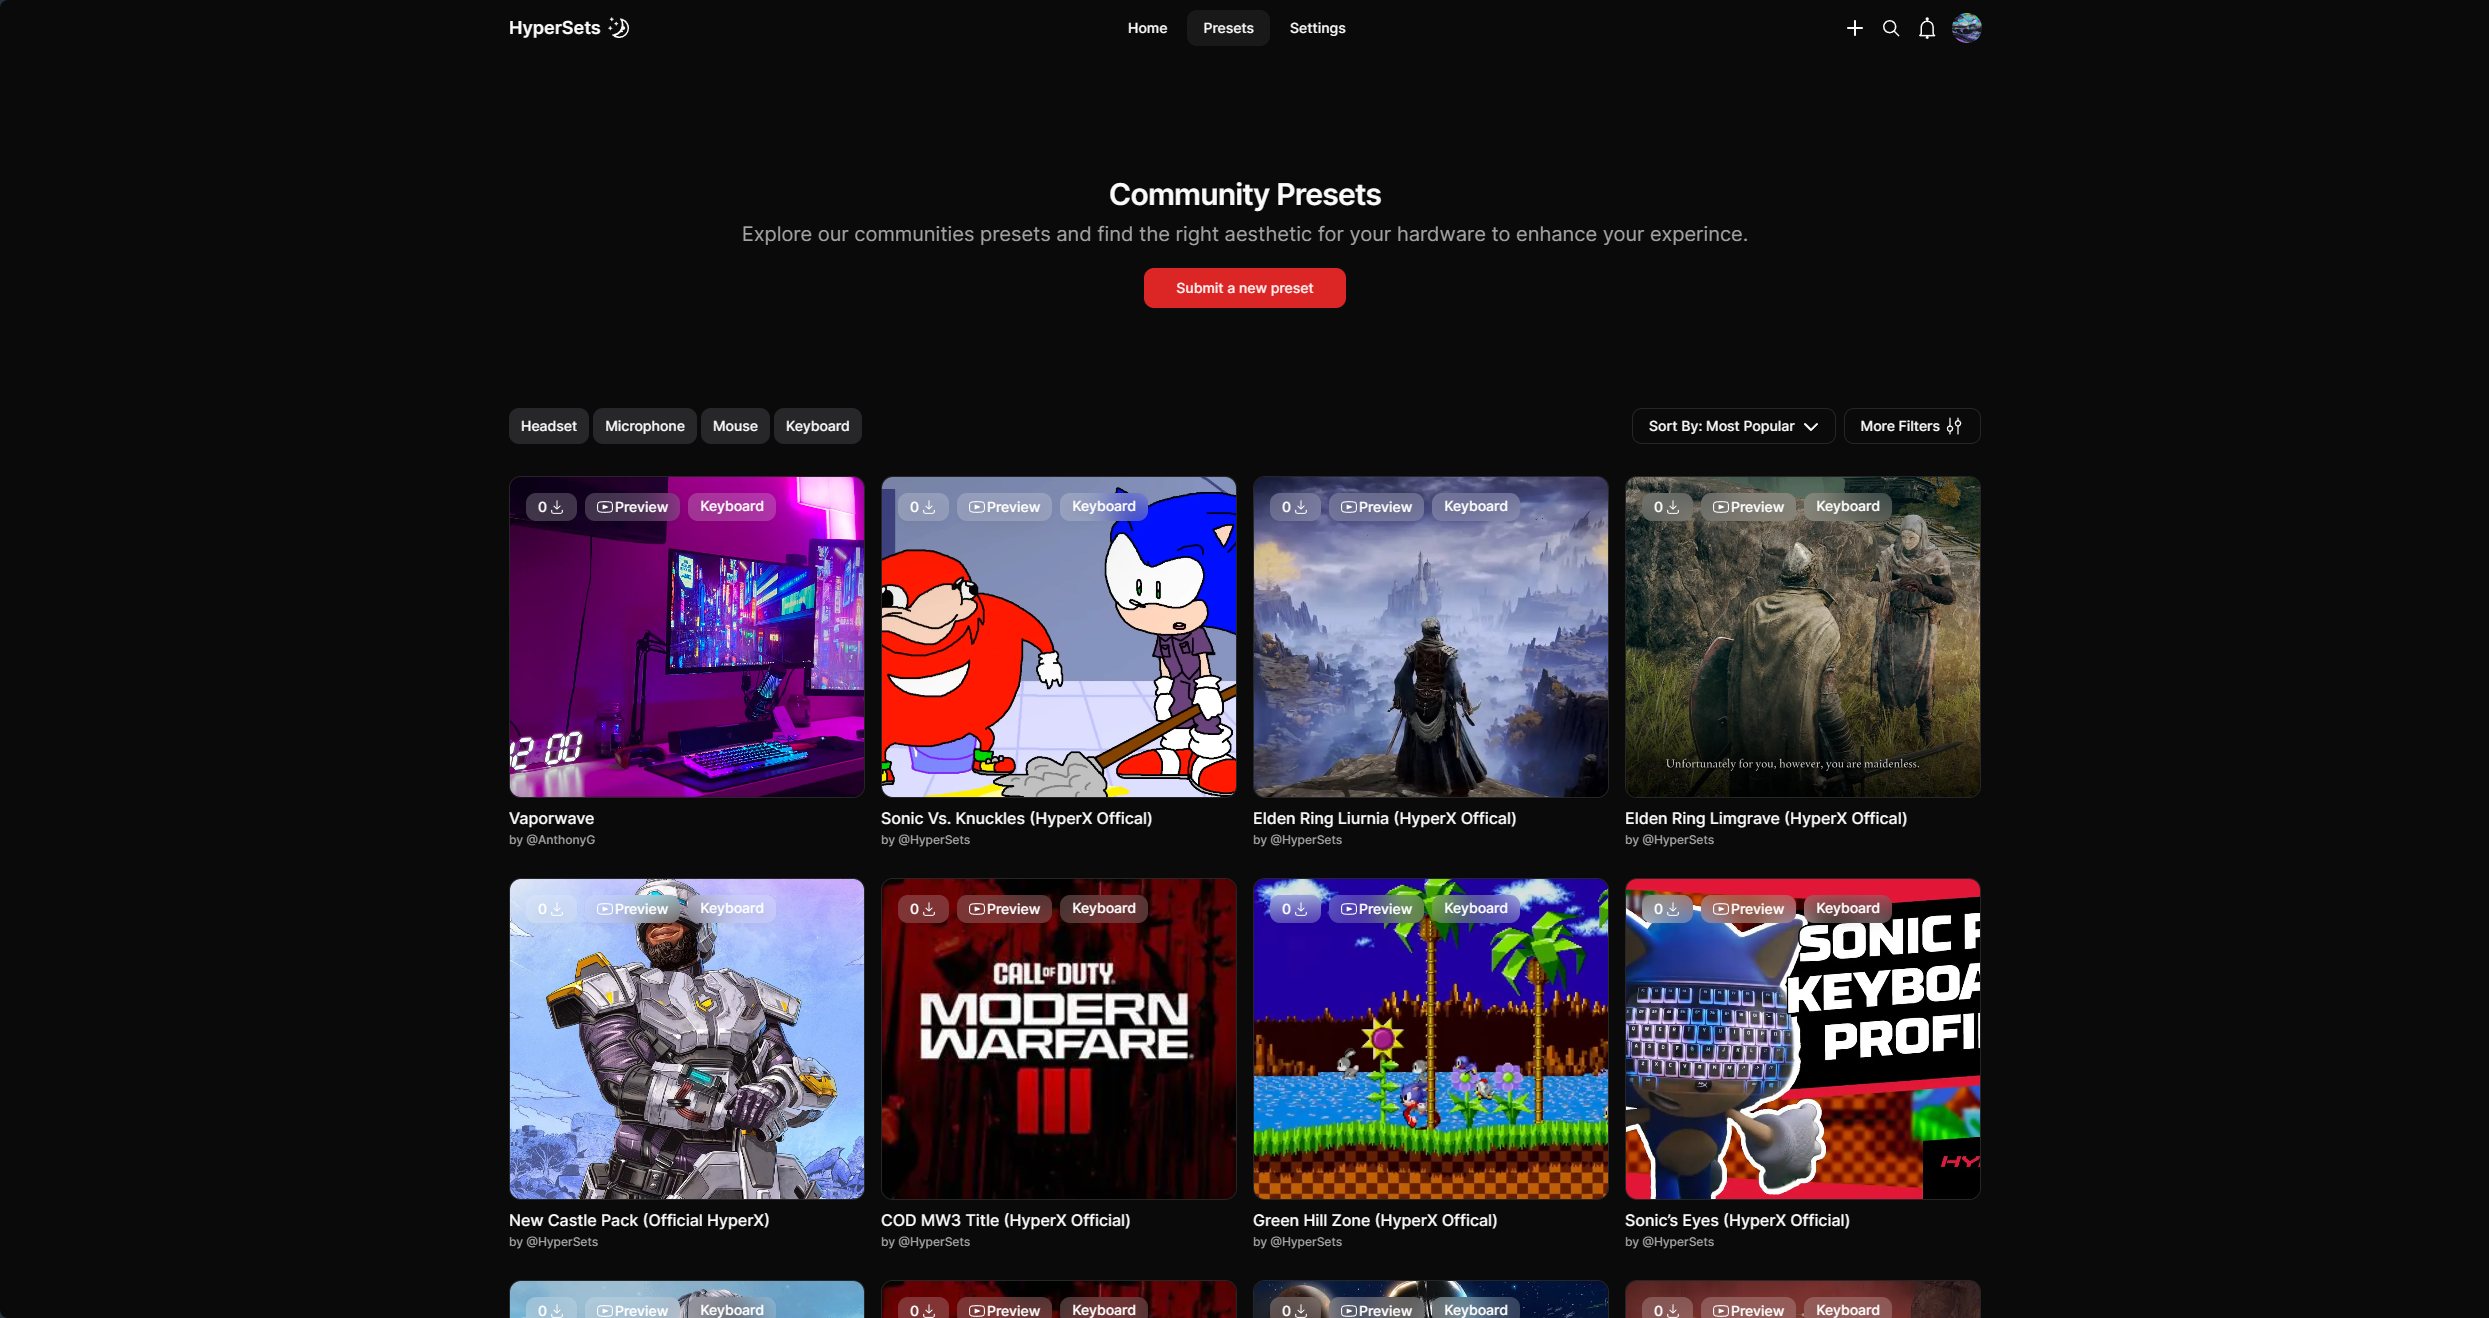 HyperSets
Home Presets Settings
Community Presets
Explore our communities presets and find the right aesthetic for your hardware to enhance your experince.
Submit a new preset
Headset Microphone Mouse Keyboard
Sort By: Most Popular More Filters
0 Preview Keyboard
0 Preview Keyboard
0 Preview Keyboard
0 Preview Keyboard
12 00
Unfortunately for you, however, you are maidenless.
Vaporwave
by @AnthonyG
Sonic Vs. Knuckles (HyperX Offical)
by @HyperSets
Elden Ring Liurnia (HyperX Offical)
by @HyperSets
Elden Ring Limgrave (HyperX Offical)
by @HyperSets
0 Preview Keyboard
0 Preview Keyboard
0 Preview Keyboard
0 Preview Keyboard
CALL OF DUTY
MODERN
WARFARE
III
SONIC
KEYBOA
PROFI
HY
New Castle Pack (Official HyperX)
by @HyperSets
COD MW3 Title (HyperX Official)
by @HyperSets
Green Hill Zone (HyperX Offical)
by @HyperSets
Sonic’s Eyes (HyperX Official)
by @HyperSets
0 Preview Keyboard
0 Preview Keyboard
0 Preview Keyboard
0 Preview Keyboard